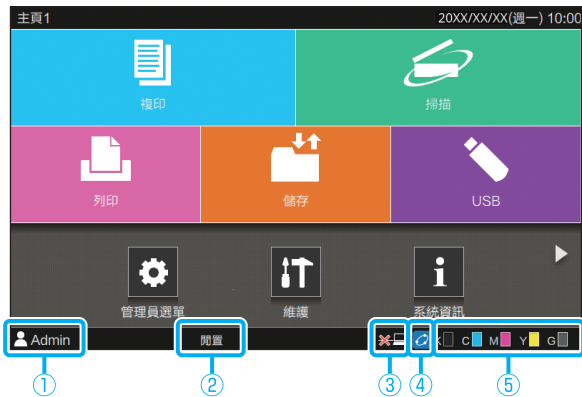 主頁1 20XX/XX/XX(週一) 10:00
複印 掃描
列印 儲存 USB
管理員選單 維護 系統資訊
Admin 閒置 K C M Y G
① ② ③ ④ ⑤